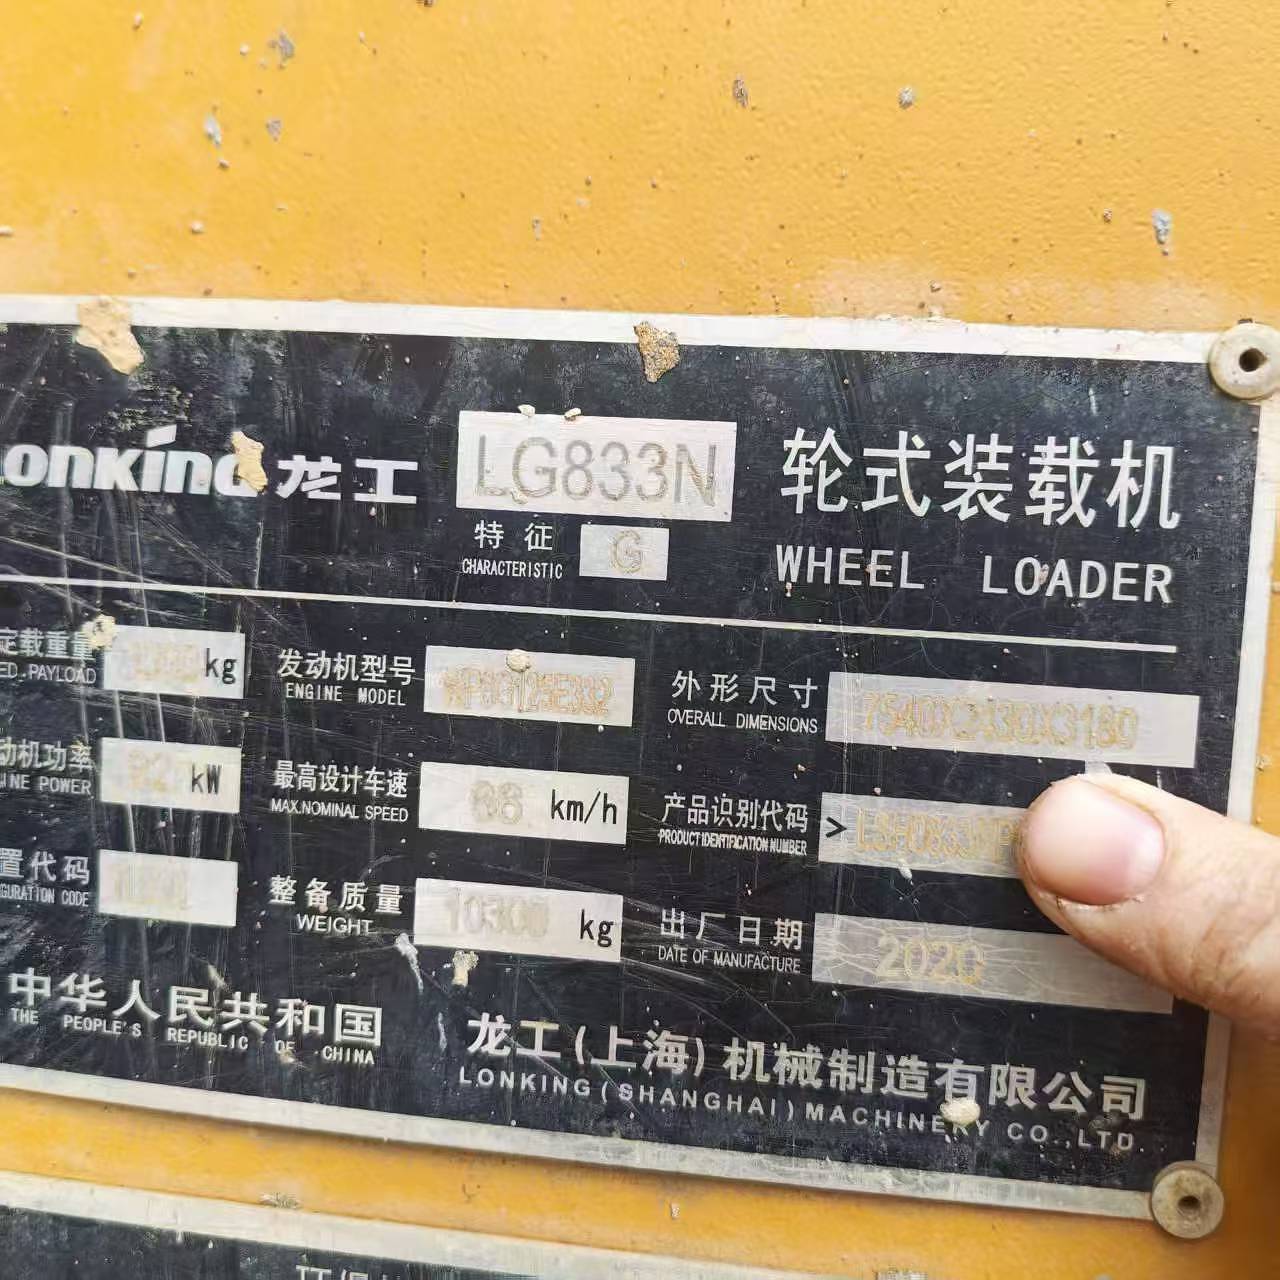 LONKING 龙工 LG833N 轮式装载机
特征 G
CHARACTERISTIC
WHEEL LOADER
定载重量 kg 发动机型号 外形尺寸 7540X2430X3180
ED.PAYLOAD ENGINE MODEL OVERALL DIMENSIONS
动机功率 92 kW 最高设计车速 km/h 产品识别代码 >
INE POWER MAX.NOMINAL SPEED PRODUCT IDENTIFICATION NUMBER
置代码 整备质量 10300 kg 出厂日期 2020
GURATION CODE WEIGHT DATE OF MANUFACTURE
中华人民共和国
THE PEOPLE'S REPUBLIC OF CHINA
龙工(上海)机械制造有限公司
LONKING(SHANGHAI)MACHINERY CO.,LTD.